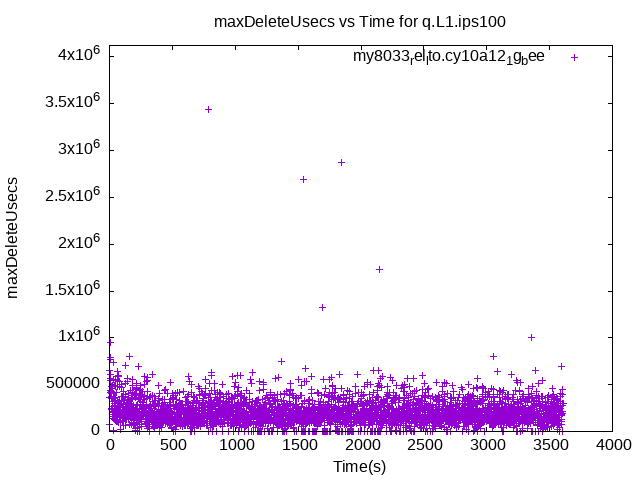 maxDeleteUsecs vs Time for q.L1.ips100
my8033rellto.cy10a121gbee
4x10^6
3.5x10^6
3x10^6
2.5x10^6
2x10^6
1.5x10^6
1x10^6
500000
0
maxDeleteUsecs
0 500 1000 1500 2000 2500 3000 3500 4000
Time(s)